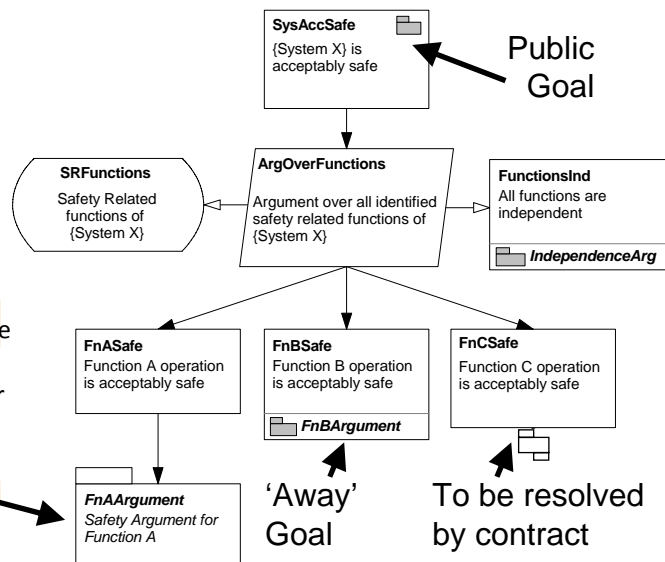 SysAccSafe
{System X} is
acceptably safe
Public
Goal
SRFunctions
Safety Related
functions of
{System X}
ArgOverFunctions
Argument over all identified
safety related functions of
{System X}
FunctionsInd
All functions are
independent
IndependenceArg
FnASafe
Function A operation
is acceptably safe
FnBSafe
Function B operation
is acceptably safe
FnBArgument
FnCSafe
Function C operation
is acceptably safe
FnAArgument
Safety Argument for
Function A
‘Away’
Goal
To be resolved
by contract